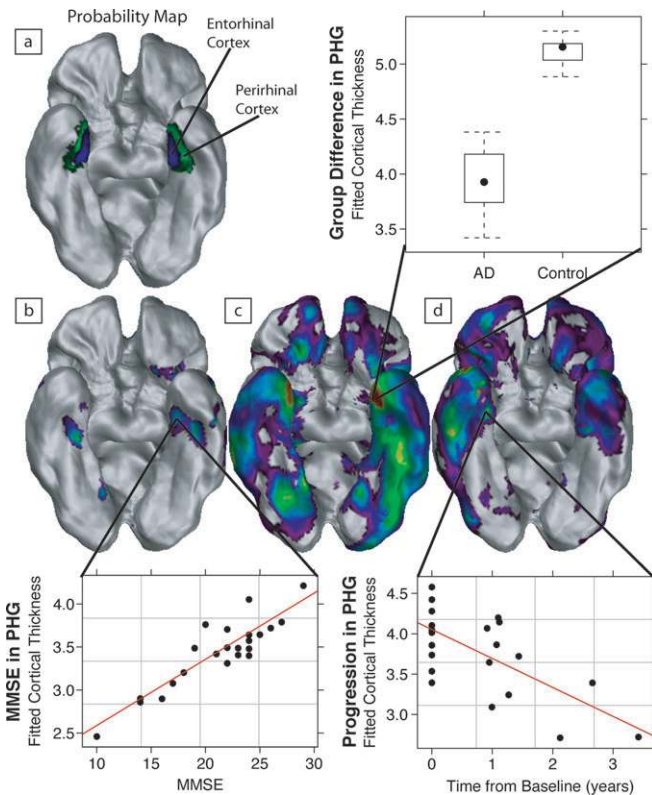 Probability Map
a
Entorhinal
Cortex
Perirhinal
Cortex
Group Difference in PHG
Fitted Cortical Thickness
5.0
4.5
4.0
3.5
AD
Control
b
c
d
MMSE in PHG
Fitted Cortical Thickness
4.0
3.5
3.0
2.5
10
15
20
25
30
MMSE
Progression in PHG
Fitted Cortical Thickness
4.5
4.0
3.5
3.0
0
1
2
3
Time from Baseline (years)